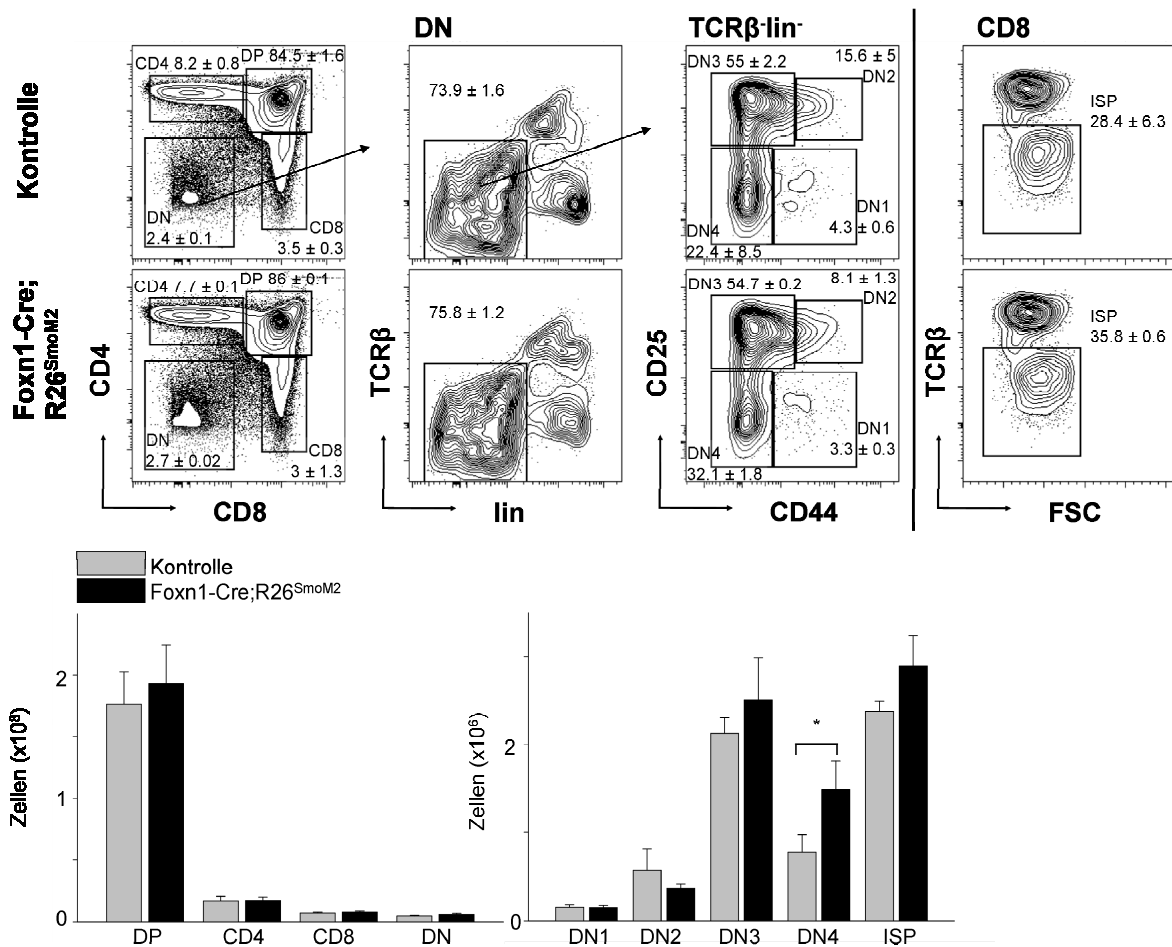 DN
TCRβ⁻lin⁻
CD8
Kontrolle
CD4 8.2 ± 0.8
DP 84.5 ± 1.6
DN
2.4 ± 0.1
CD8
3.5 ± 0.3
73.9 ± 1.6
DN3 55 ± 2.2
15.6 ± 5
DN2
DN1
4.3 ± 0.6
DN4
22.4 ± 8.5
ISP
28.4 ± 6.3
Foxn1-Cre;
R26SmoM2
CD4 7.7 ± 0.1
DP 86 ± 0.1
DN
2.7 ± 0.02
CD8
3 ± 1.3
75.8 ± 1.2
DN3 54.7 ± 0.2
8.1 ± 1.3
DN2
DN1
3.3 ± 0.3
DN4
32.1 ± 1.8
ISP
35.8 ± 0.6
CD4
CD8
TCRβ
lin
CD25
CD44
TCRβ
FSC
Kontrolle
Foxn1-Cre;R26SmoM2
Zellen (x10⁸)
2
1
0
DP CD4 CD8 DN
Zellen (x10⁶)
2
0
*
DN1 DN2 DN3 DN4 ISP